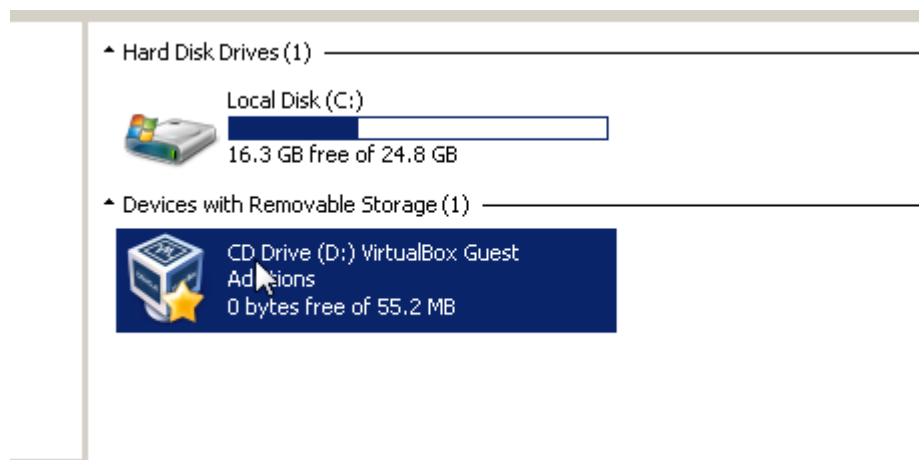 Hard Disk Drives (1)
Local Disk (C:)
16.3 GB free of 24.8 GB
Devices with Removable Storage (1)
CD Drive (D:) VirtualBox Guest
Additions
0 bytes free of 55.2 MB